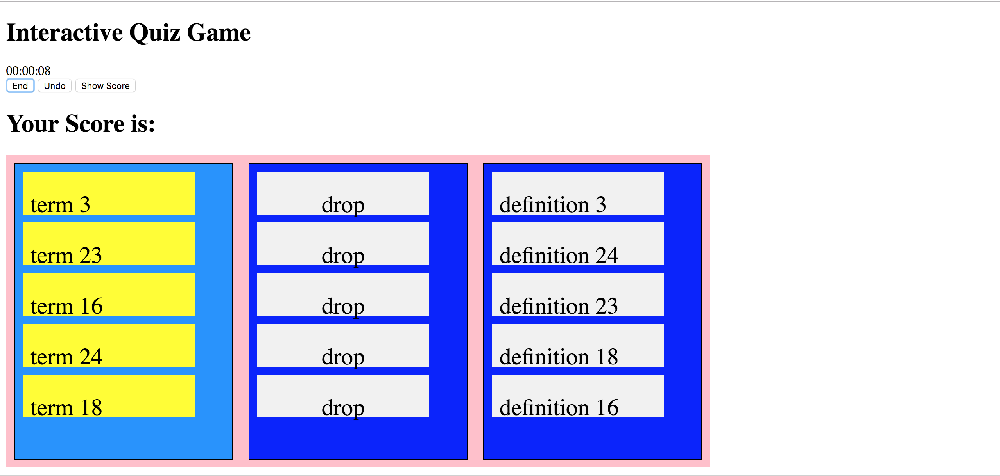 Interactive Quiz Game
00:00:08
End Undo Show Score
Your Score is:
term 3 drop definition 3
term 23 drop definition 24
term 16 drop definition 23
term 24 drop definition 18
term 18 drop definition 16